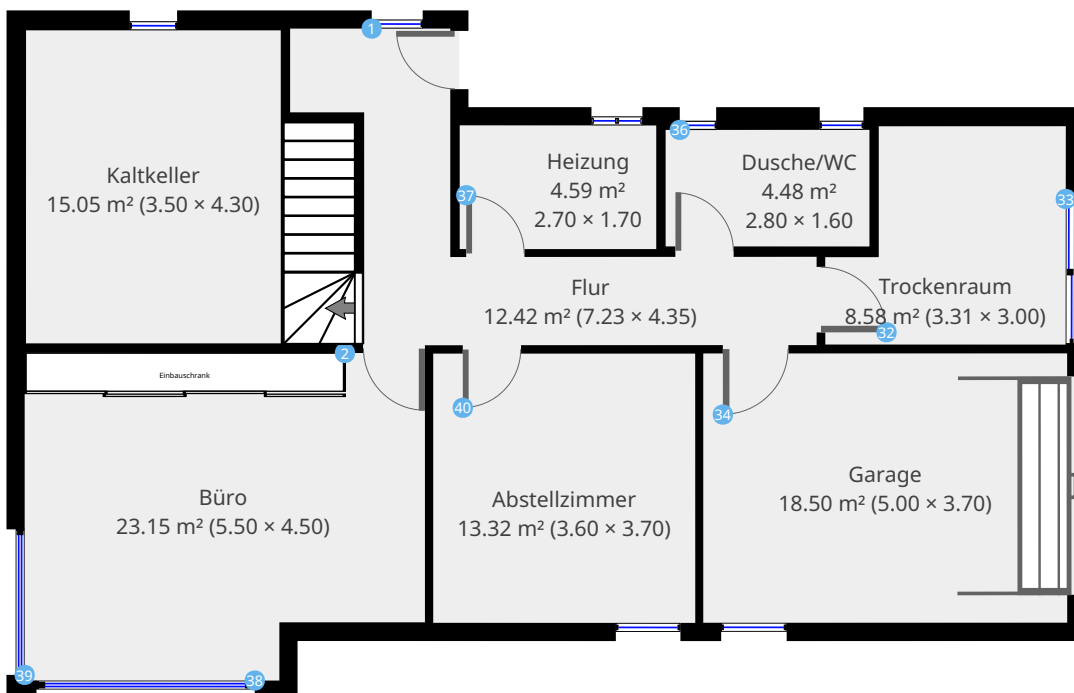 1
Kaltkeller
15.05 m² (3.50 × 4.30)
36
Heizung
4.59 m²
2.70 × 1.70
Dusche/WC
4.48 m²
2.80 × 1.60
37
33
Flur
12.42 m² (7.23 × 4.35)
Trockenraum
8.58 m² (3.31 × 3.00)
32
2
Einbauschrank
40
34
Büro
23.15 m² (5.50 × 4.50)
Abstellzimmer
13.32 m² (3.60 × 3.70)
Garage
18.50 m² (5.00 × 3.70)
39
38